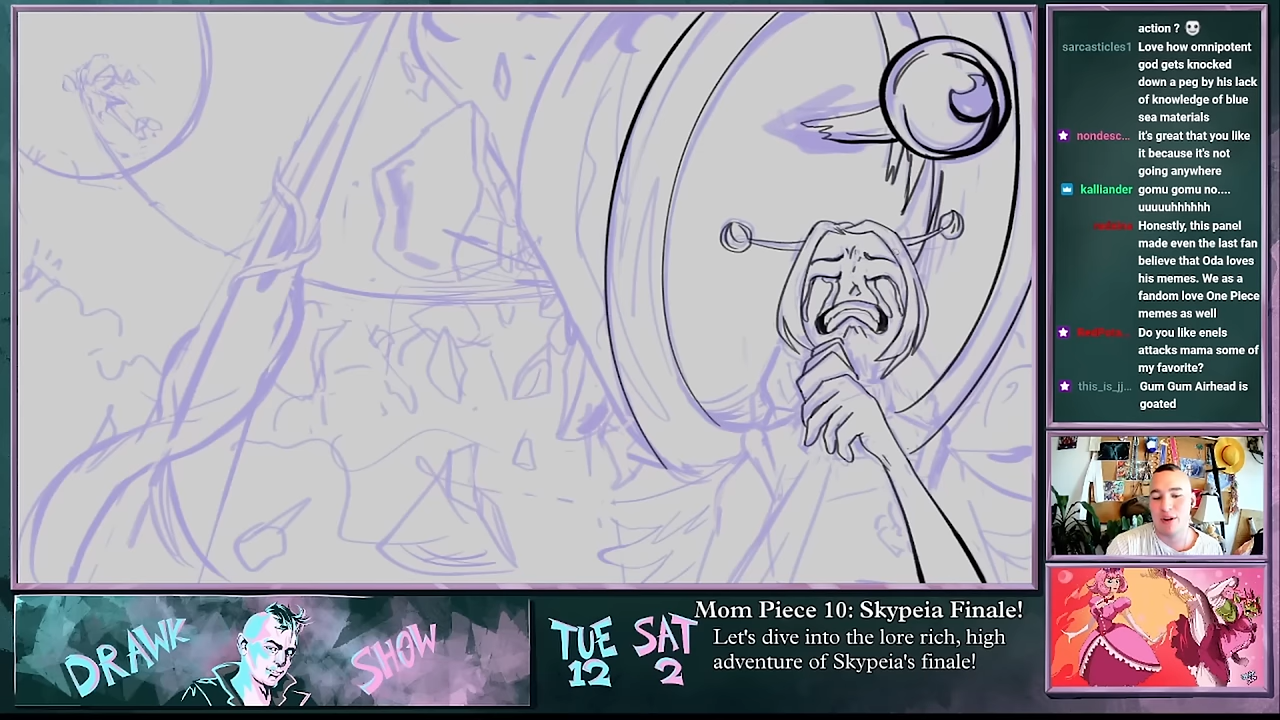 action ?
sarcasticles1 Love how omnipotent
god gets knocked
down a peg by his lack
of knowledge of blue
sea materials
nondesc... It's great that you like
it because it's not
going anywhere
kalliander gomu gomu no....
uuuuuhhhhhh
Honestly, this panel
made even the last fan
believe that Oda loves
his memes. We as a
fandom love One Piece
memes as well
Do you like enels
attacks mama some of
my favorite?
this_is_jj... Gum Gum Airhead is
goated
DRAWK
SHOW
TUE
12
SAT
2
Mom Piece 10: Skypeia Finale!
Let's dive into the lore rich, high
adventure of Skypeia's finale!